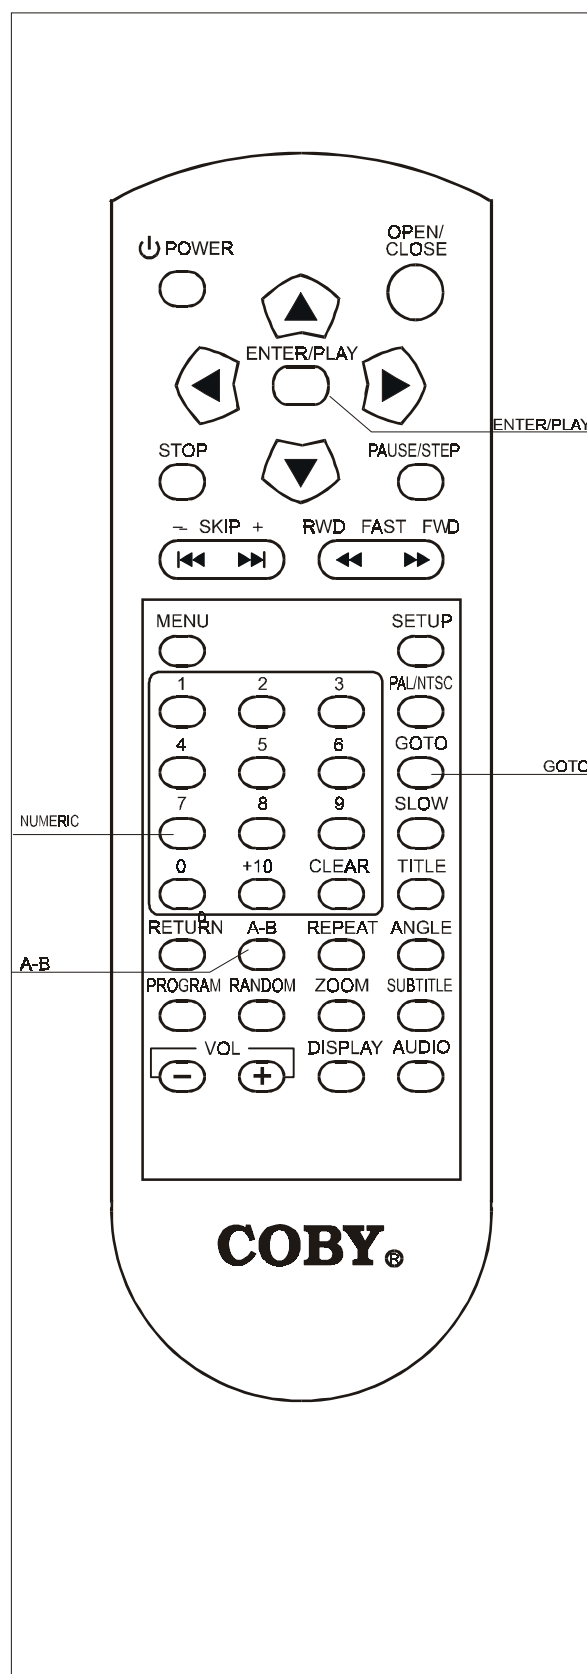 OPEN/
CLOSE
POWER
ENTER/PLAY
ENTER/PLAY
STOP
PAUSE/STEP
– SKIP +
RWD FAST FWD
MENU
SETUP
1 2 3 PAL/NTSC
4 5 6 GOTO
GOTO
7 8 9 SLOW
NUMERIC
0 +10 CLEAR TITLE
D
RETURN A-B REPEAT ANGLE
A-B
PROGRAM RANDOM ZOOM SUBTITLE
VOL DISPLAY AUDIO
– +
COBY®